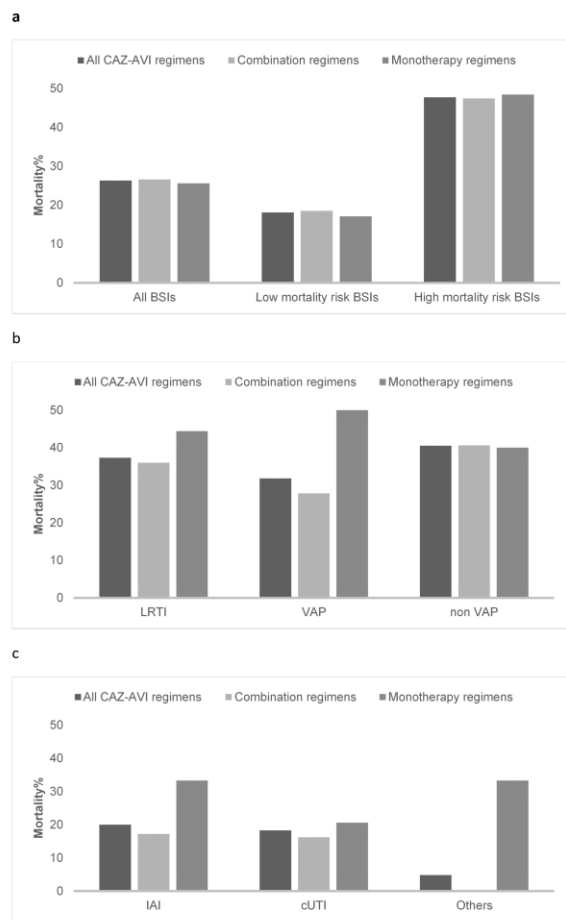 a
All CAZ-AVI regimens Combination regimens Monotherapy regimens
50
40
30
20
10
0
Mortality%
All BSIs Low mortality risk BSIs High mortality risk BSIs
b
All CAZ-AVI regimens Combination regimens Monotherapy regimens
50
40
30
20
10
0
Mortality%
LRTI VAP non VAP
c
All CAZ-AVI regimens Combination regimens Monotherapy regimens
50
40
30
20
10
0
Mortality%
IAI cUTI Others